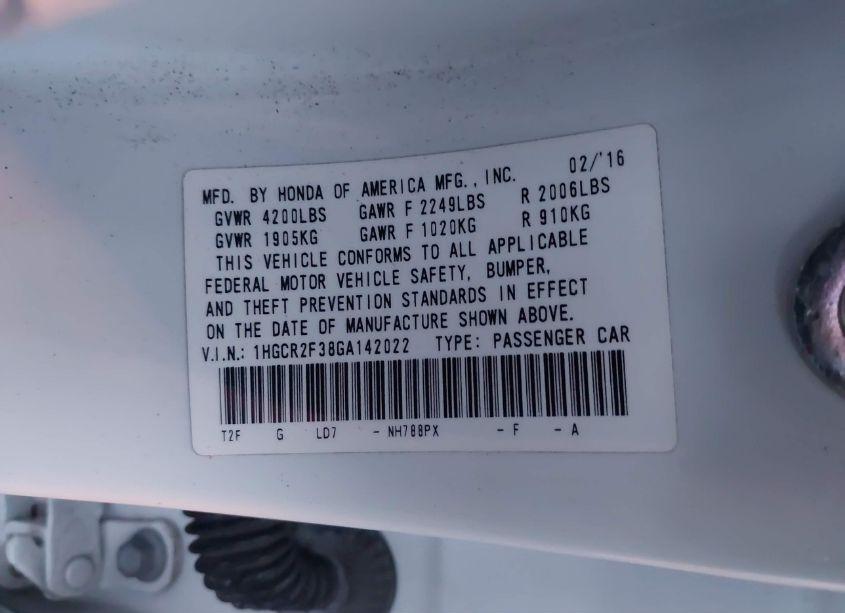 MFD. BY HONDA OF AMERICA MFG., INC. 02/'16
GVWR 4200LBS GAWR F 2249LBS R 2006LBS
GVWR 1905KG GAWR F 1020KG R 910KG
THIS VEHICLE CONFORMS TO ALL APPLICABLE
FEDERAL MOTOR VEHICLE SAFETY, BUMPER,
AND THEFT PREVENTION STANDARDS IN EFFECT
ON THE DATE OF MANUFACTURE SHOWN ABOVE.
V.I.N.: 1HGCR2F38GA142022 TYPE: PASSENGER CAR
T2F G LD7 - NH788PX - F - A